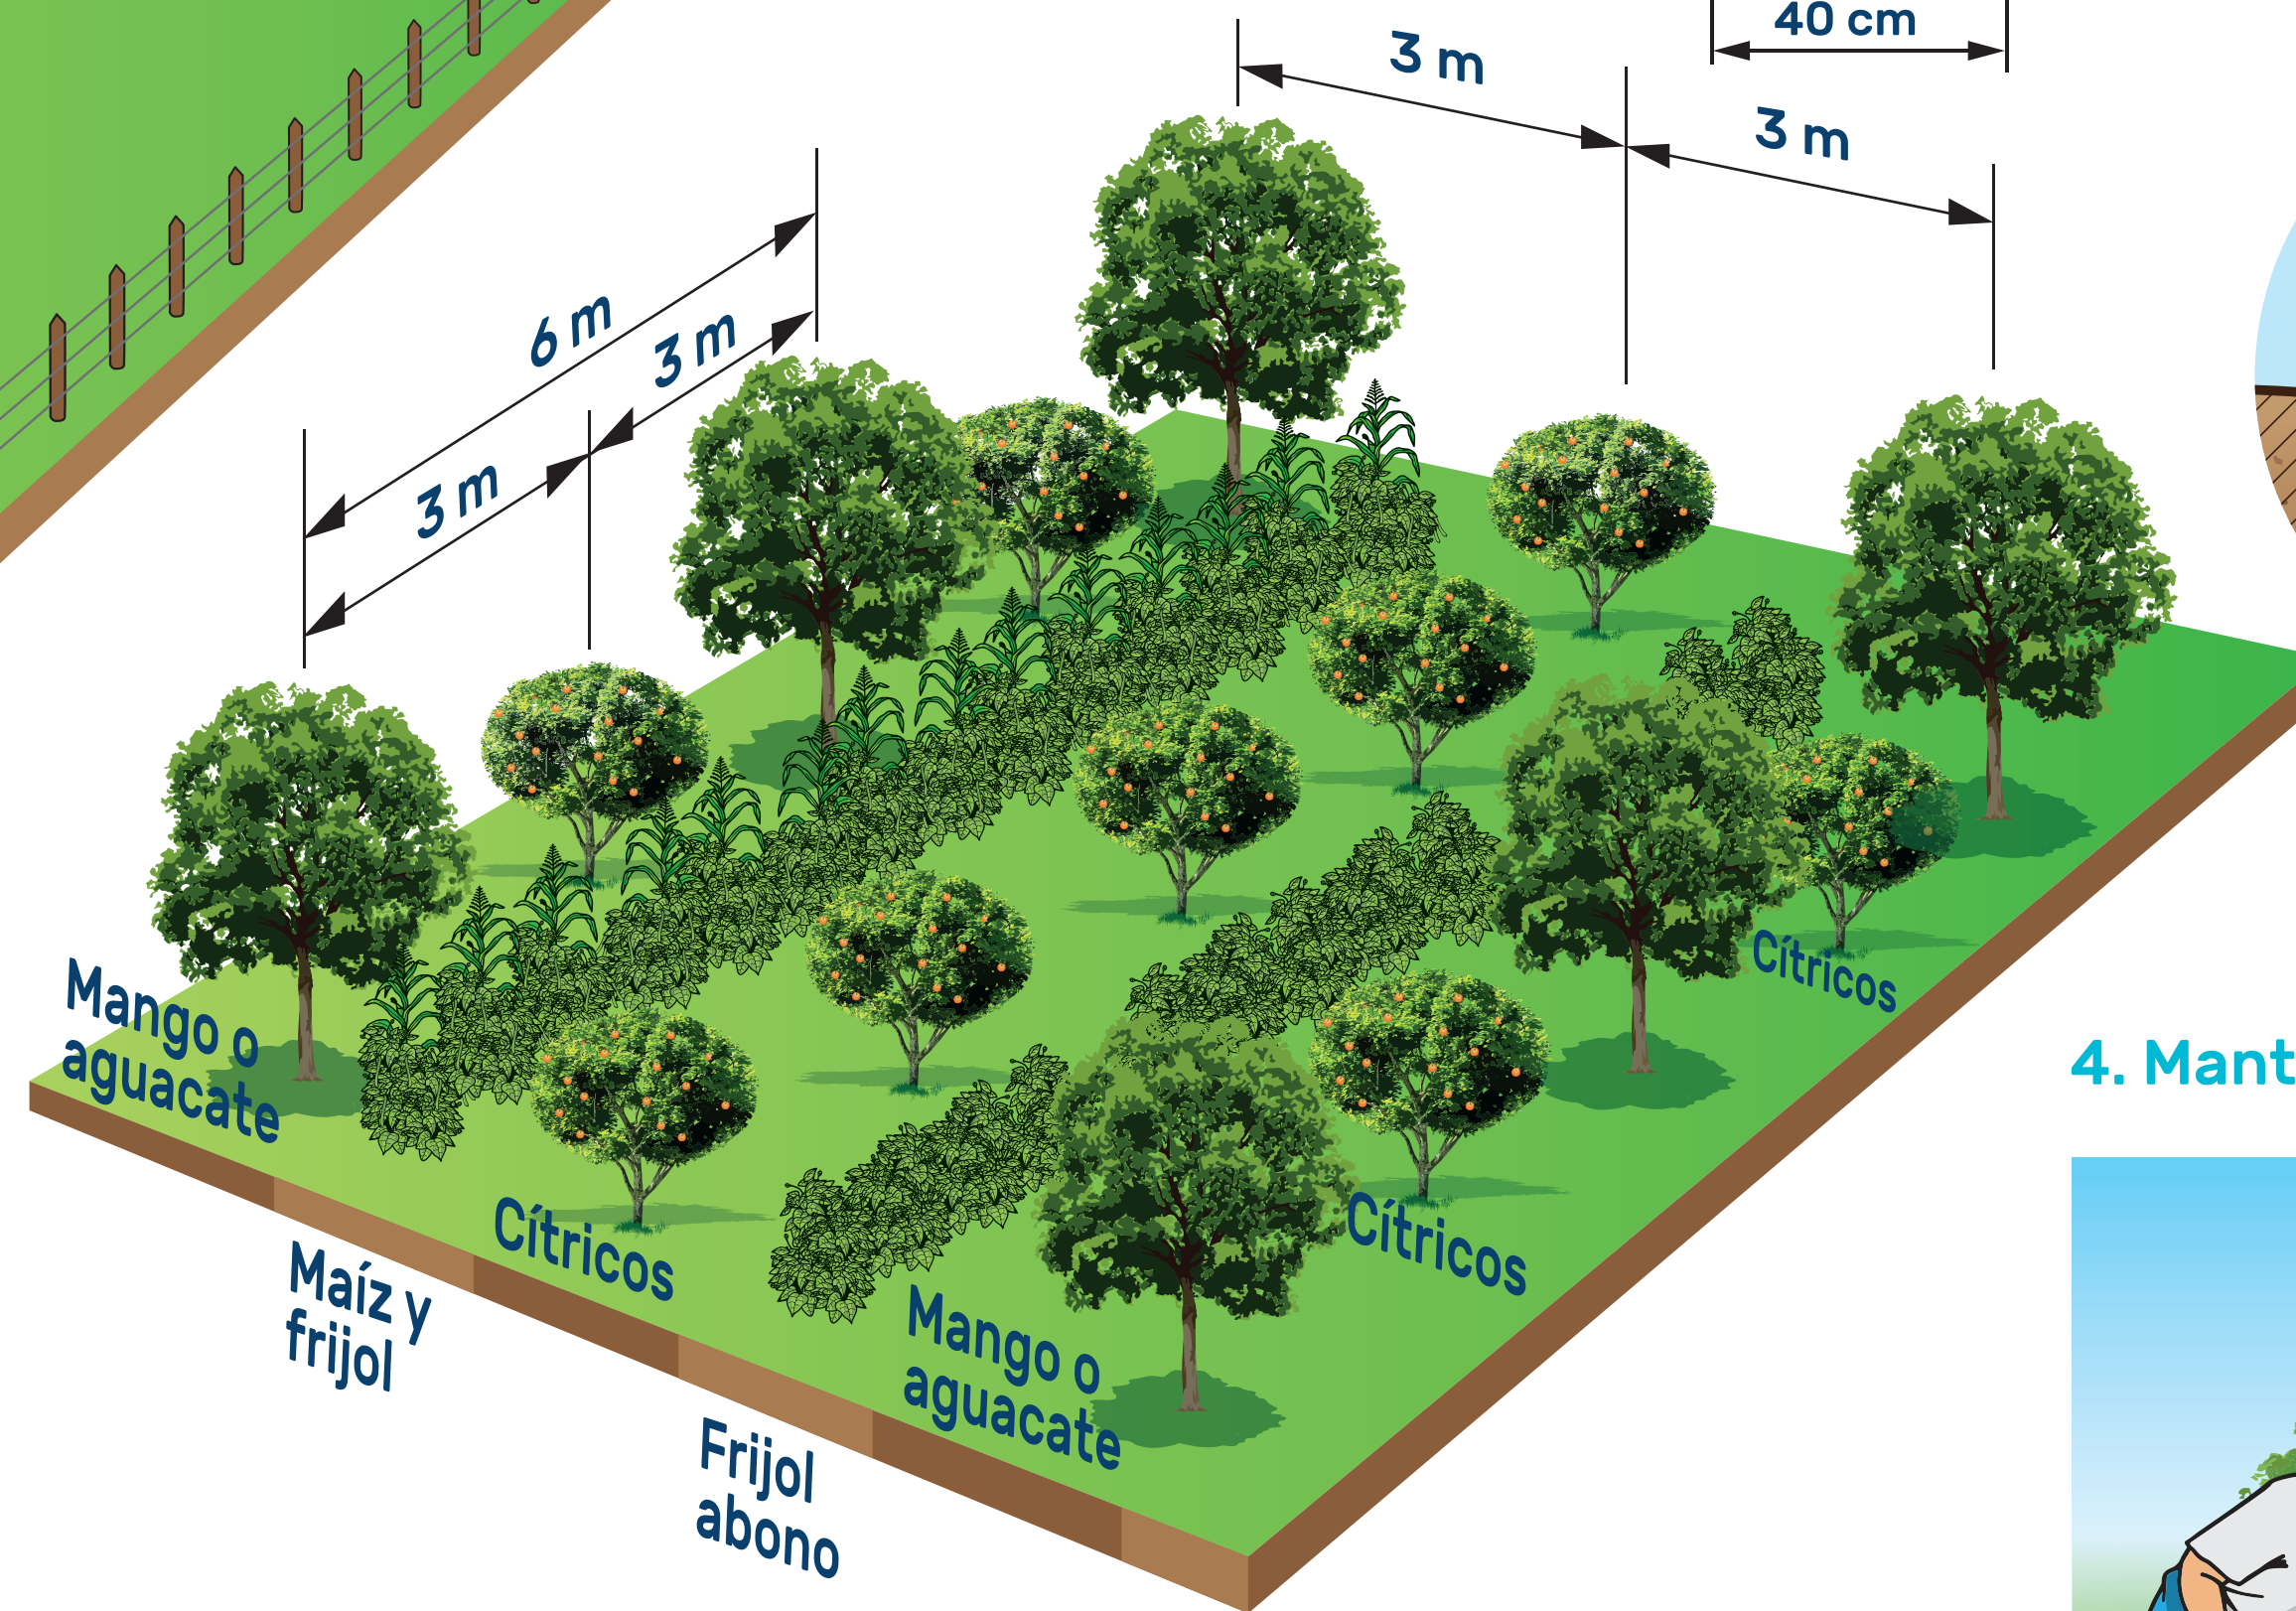 40 cm
3 m
3 m
6 m
3 m
3 m
Mango o
aguacate
Maíz y
frijol
Cítricos
Frijol
abono
Mango o
aguacate
Cítricos
Cítricos
4. Mant